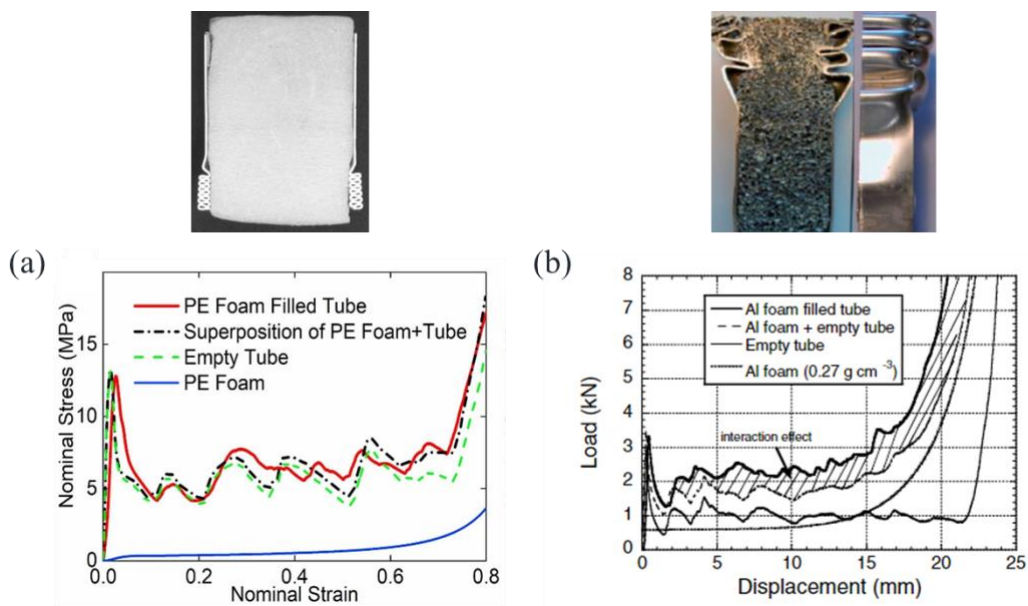 (a)
Nominal Stress (MPa)
15
10
5
0
PE Foam Filled Tube
Superposition of PE Foam+Tube
Empty Tube
PE Foam
0.0 0.2 0.4 0.6 0.8
Nominal Strain
(b)
Load (kN)
8
7
6
5
4
3
2
1
0
Al foam filled tube
Al foam + empty tube
Empty tube
Al foam (0.27 g cm⁻³)
interaction effect
0 5 10 15 20 25
Displacement (mm)